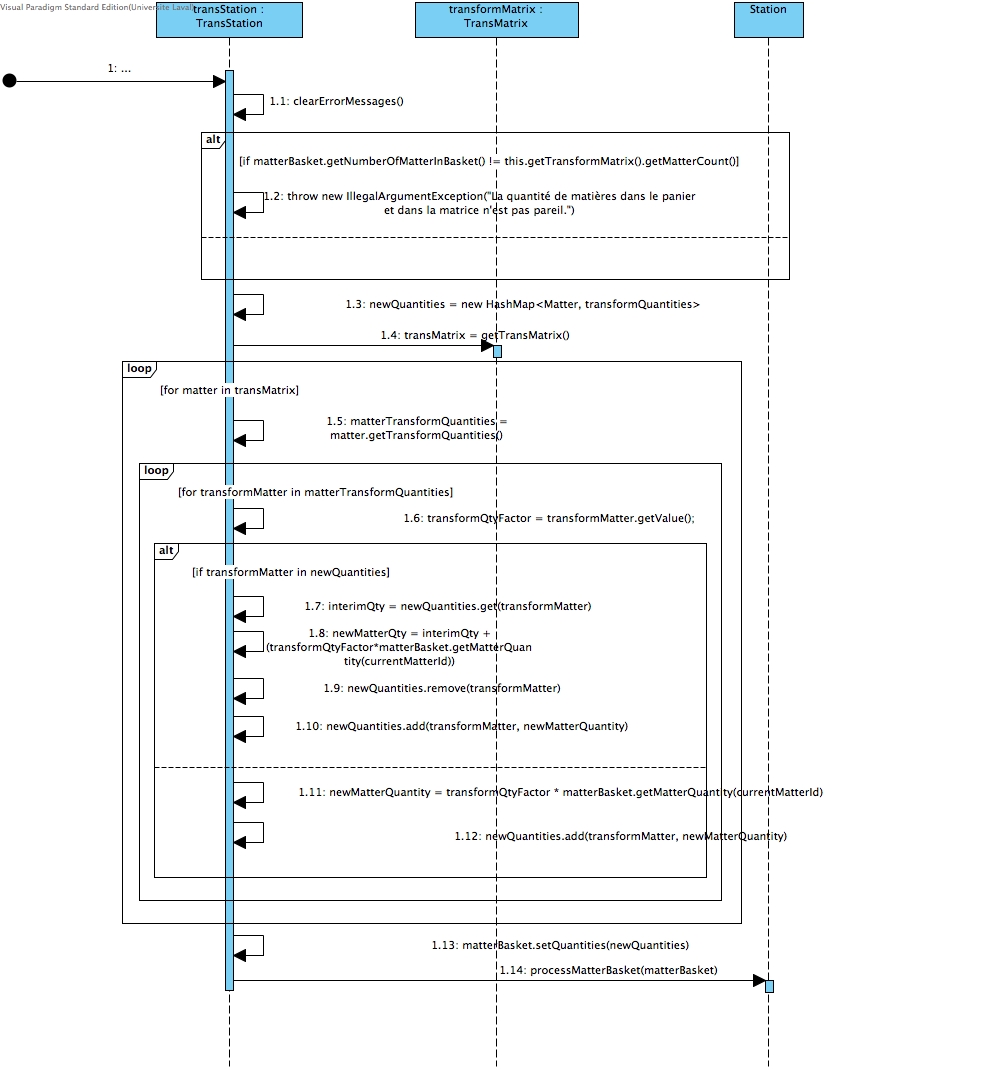 Visual Paradigm Standard Edition(Université Laval)
transStation :
TransStation
transformMatrix :
TransMatrix
Station
1: ...
1.1: clearErrorMessages()
alt
[if matterBasket.getNumberOfMatterInBasket() != this.getTransformMatrix().getMatterCount()]
1.2: throw new IllegalArgumentException("La quantité de matières dans le panier
et dans la matrice n'est pas pareil.")
1.3: newQuantities = new HashMap<Matter, transformQuantities>
1.4: transMatrix = getTransMatrix()
loop
[for matter in transMatrix]
1.5: matterTransformQuantities =
matter.getTransformQuantities()
loop
[for transformMatter in matterTransformQuantities]
1.6: transformQtyFactor = transformMatter.getValue();
alt
[if transformMatter in newQuantities]
1.7: interimQty = newQuantities.get(transformMatter)
1.8: newMatterQty = interimQty +
(transformQtyFactor*matterBasket.getMatterQuan
tity(currentMatterId))
1.9: newQuantities.remove(transformMatter)
1.10: newQuantities.add(transformMatter, newMatterQuantity)
1.11: newMatterQuantity = transformQtyFactor * matterBasket.getMatterQuantity(currentMatterId)
1.12: newQuantities.add(transformMatter, newMatterQuantity)
1.13: matterBasket.setQuantities(newQuantities)
1.14: processMatterBasket(matterBasket)